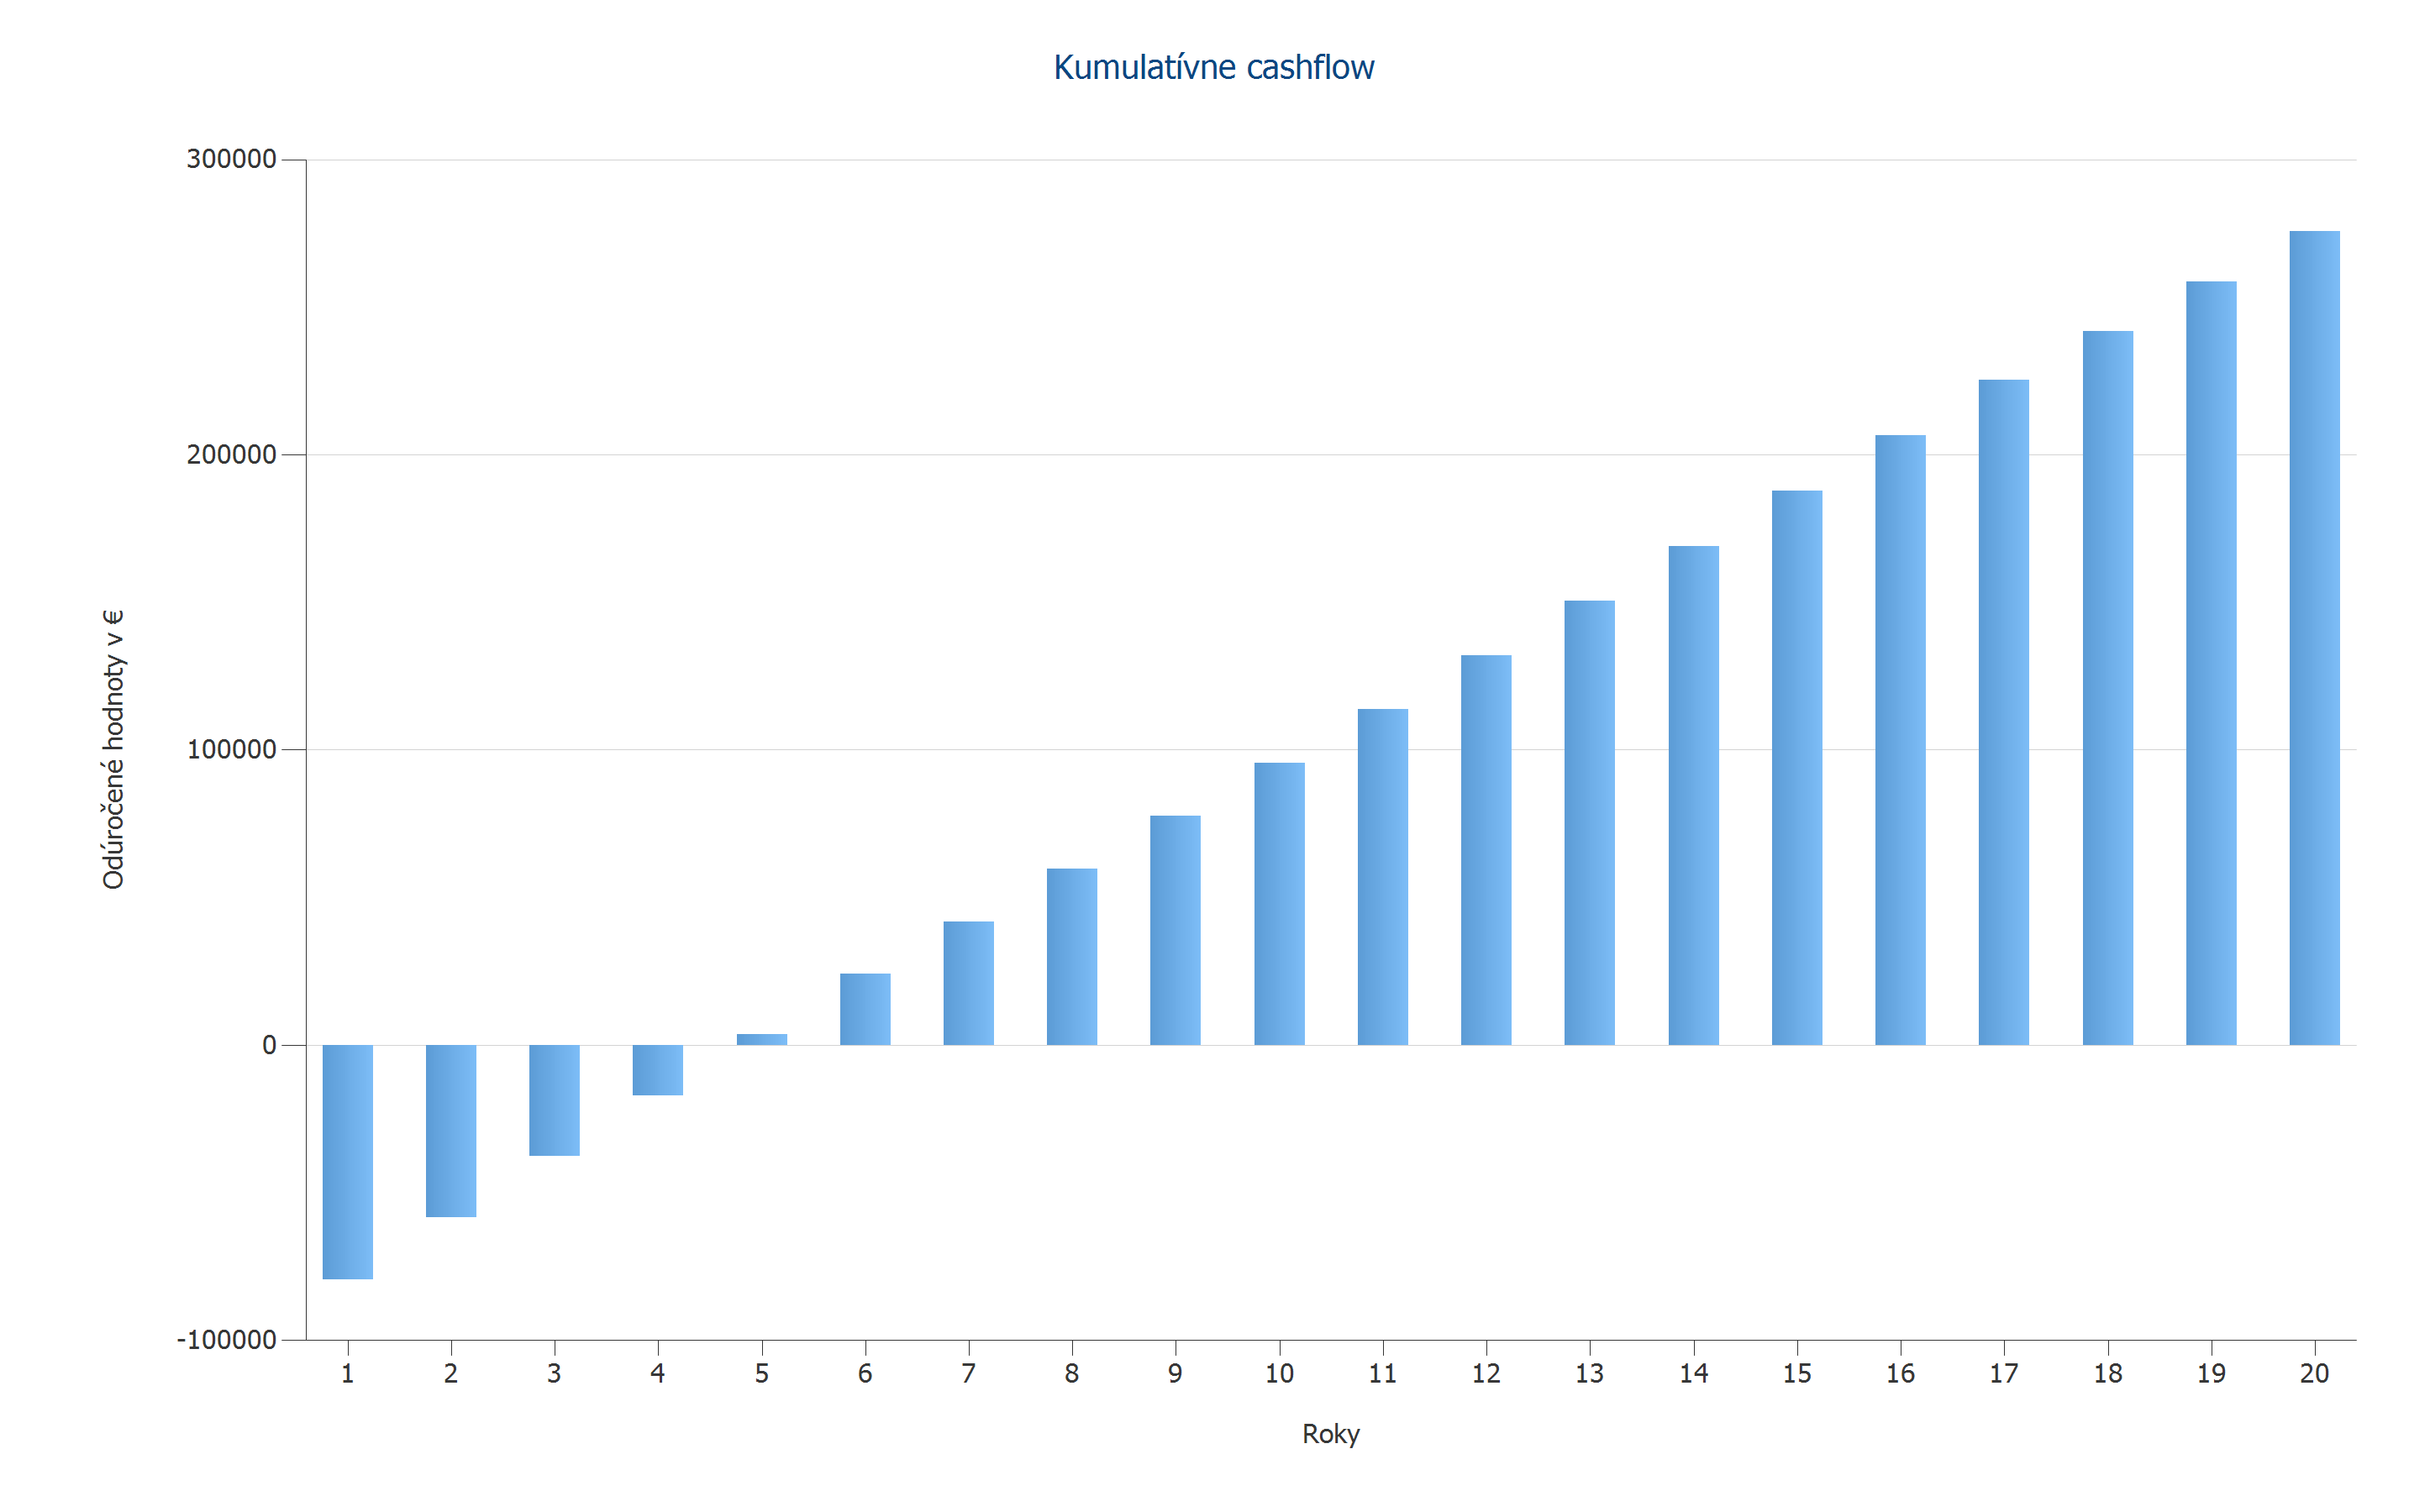 Kumulatívne cashflow
300000
200000
100000
0
-100000
Odúročené hodnoty v €
1 2 3 4 5 6 7 8 9 10 11 12 13 14 15 16 17 18 19 20
Roky